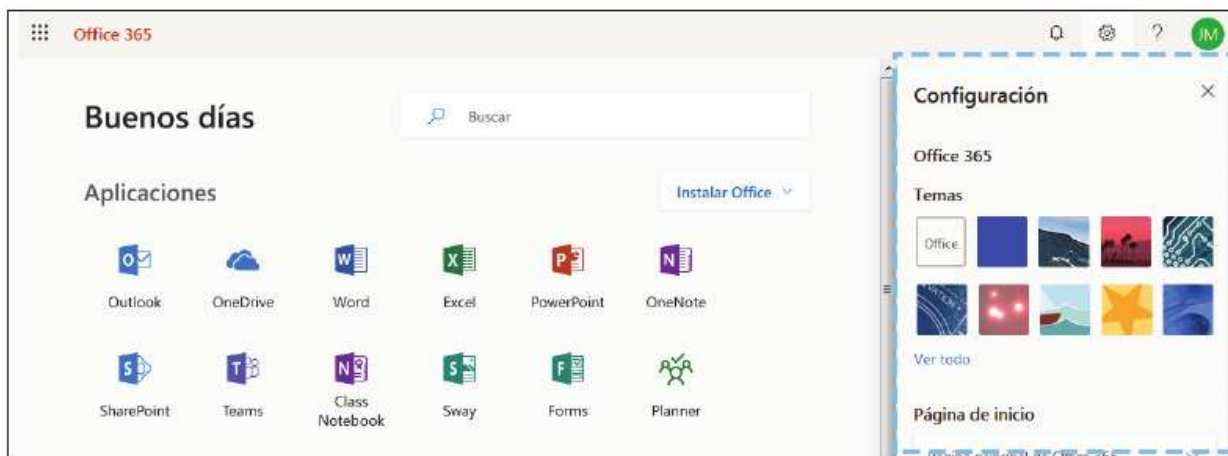 Office 365
JM
Buenos días
Buscar
Aplicaciones
Instalar Office
Outlook
OneDrive
Word
Excel
PowerPoint
OneNote
SharePoint
Teams
Class
Notebook
Sway
Forms
Planner
Configuración
Office 365
Temas
Office
Ver todo
Página de inicio